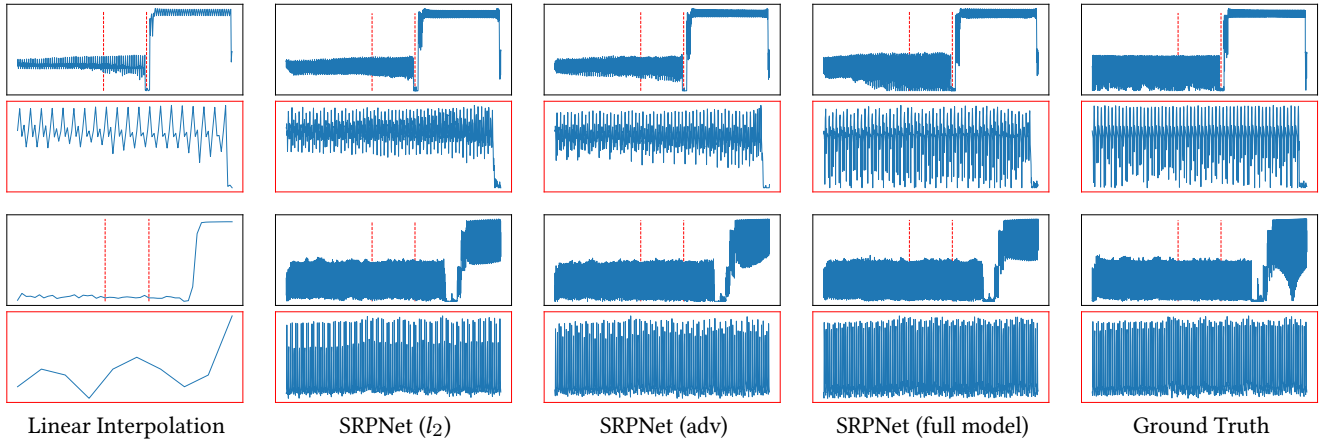 Linear Interpolation
SRPNet (l₂)
SRPNet (adv)
SRPNet (full model)
Ground Truth